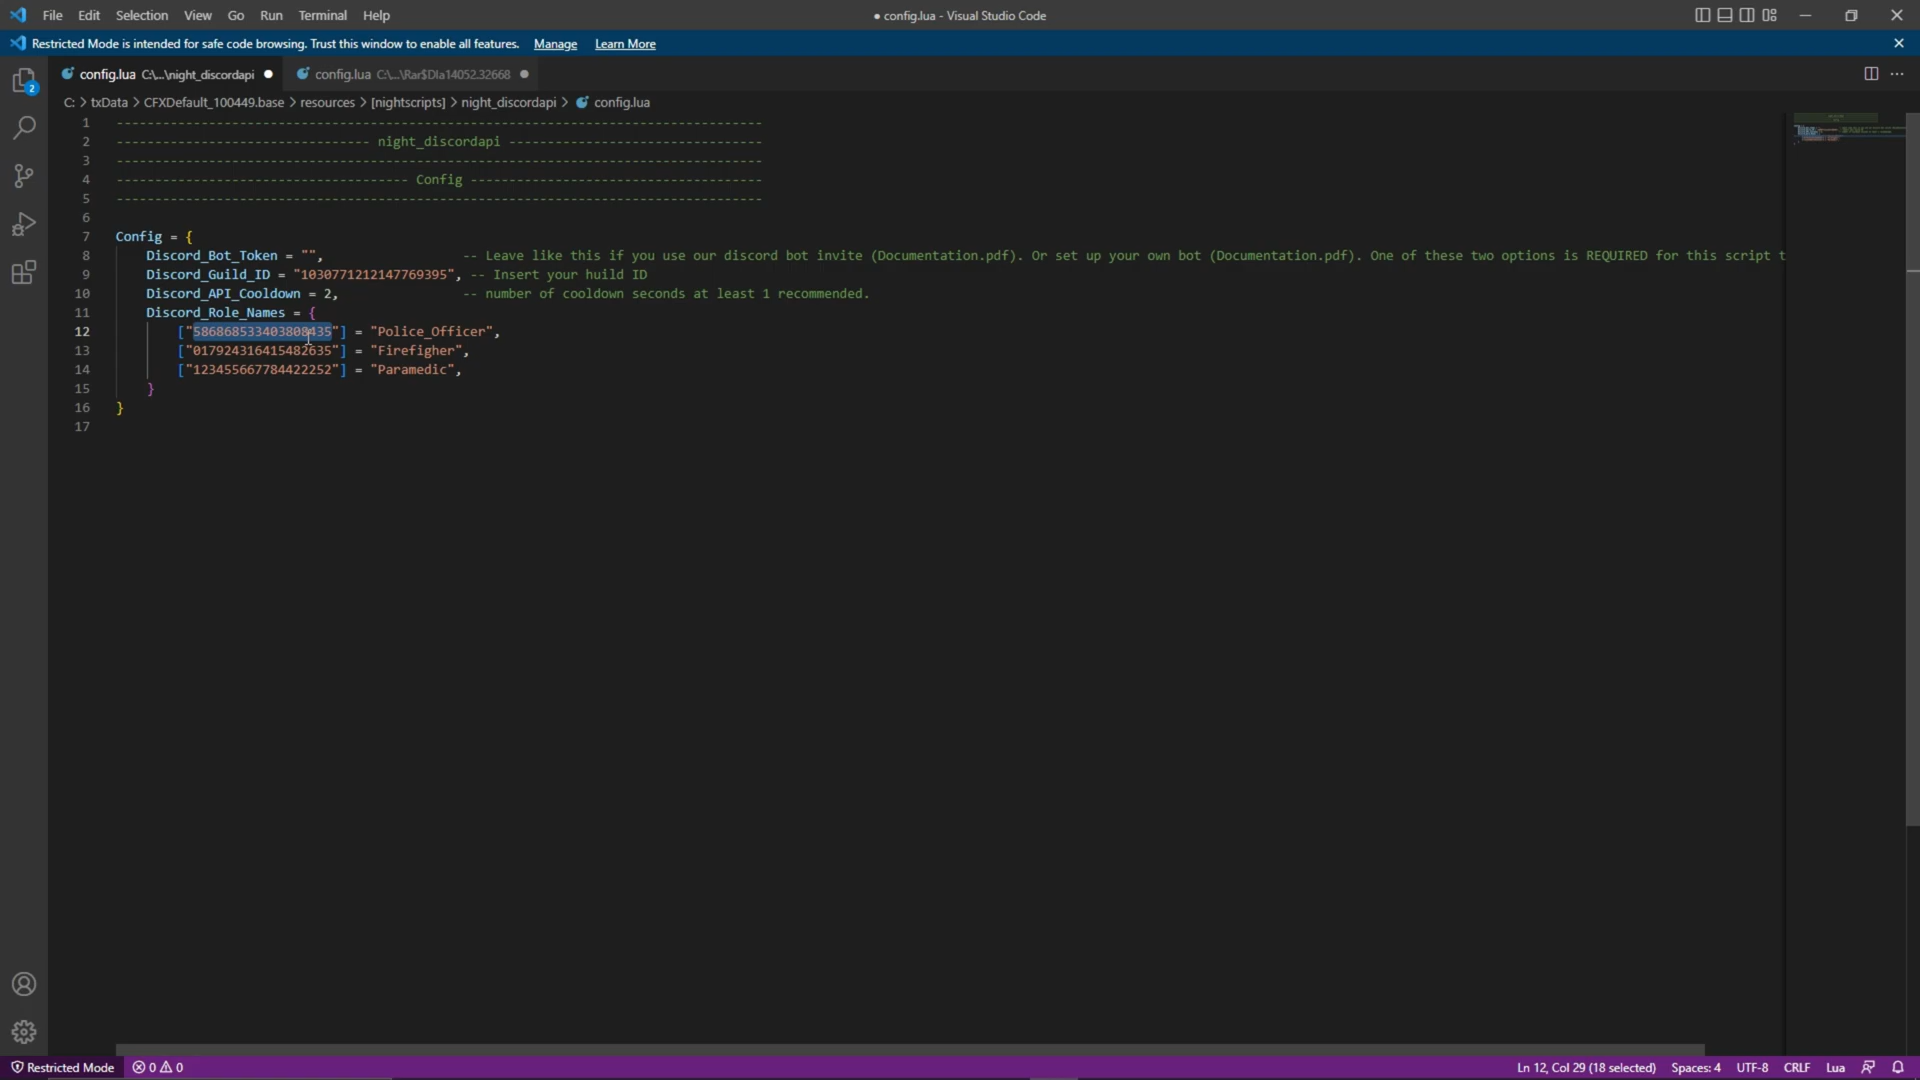 File Edit Selection View Go Run Terminal Help
● config.lua - Visual Studio Code
Restricted Mode is intended for safe code browsing. Trust this window to enable all features. Manage Learn More
config.lua C:\...\night_discordapi ● config.lua C:\...\Rar$DIa14052.32668 ●
C: > txData > CFXDefault_100449.base > resources > [nightscripts] > night_discordapi > config.lua
1 ------------------------------------------------------------------------------------
2 --------------------------------- night_discordapi ---------------------------------
3 ------------------------------------------------------------------------------------
4 -------------------------------------- Config --------------------------------------
5 ------------------------------------------------------------------------------------
6
7 Config = {
8 Discord_Bot_Token = "", -- Leave like this if you use our discord bot invite (Documentation.pdf). Or set up your own bot (Documentation.pdf). One of these two options is REQUIRED for this script t
9 Discord_Guild_ID = "1030771212147769395", -- Insert your huild ID
10 Discord_API_Cooldown = 2, -- number of cooldown seconds at least 1 recommended.
11 Discord_Role_Names = {
12 ["586868533403808435"] = "Police_Officer",
13 ["017924316415482635"] = "Firefigher",
14 ["123455667784422252"] = "Paramedic",
15 }
16 }
17
2
Restricted Mode 0 0 Ln 12, Col 29 (18 selected) Spaces: 4 UTF-8 CRLF Lua